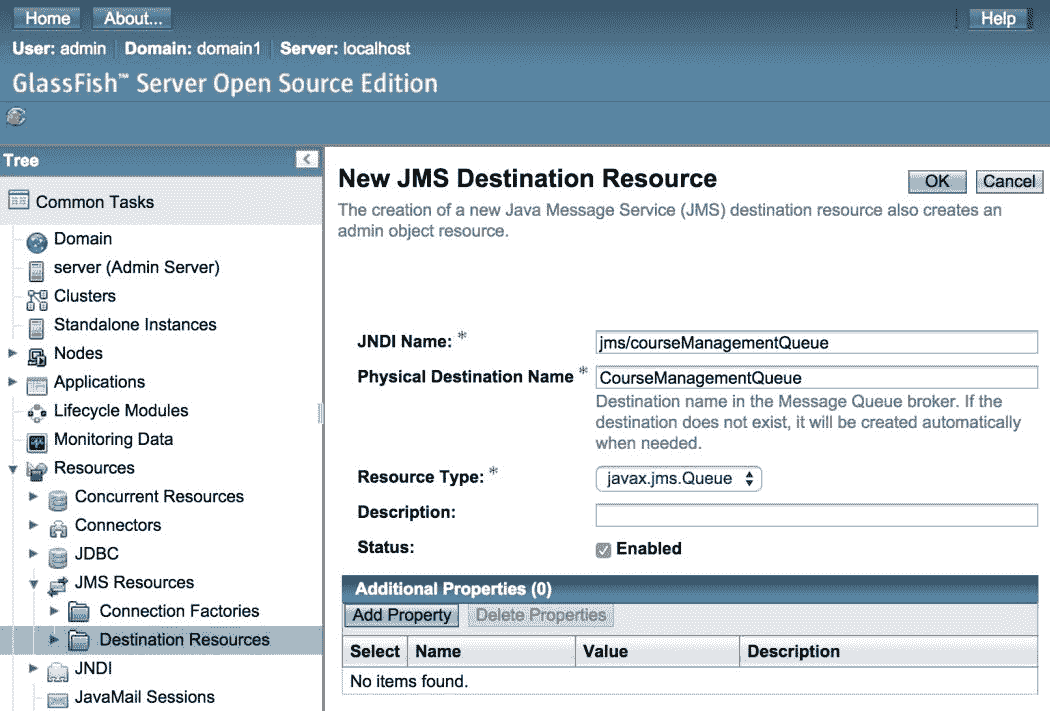 Home About... Help
User: admin Domain: domain1 Server: localhost
GlassFish™ Server Open Source Edition
Tree
Common Tasks
Domain
server (Admin Server)
Clusters
Standalone Instances
Nodes
Applications
Lifecycle Modules
Monitoring Data
Resources
Concurrent Resources
Connectors
JDBC
JMS Resources
Connection Factories
Destination Resources
JNDI
JavaMail Sessions
New JMS Destination Resource
OK Cancel
The creation of a new Java Message Service (JMS) destination resource also creates an
admin object resource.
JNDI Name: * jms/courseManagementQueue
Physical Destination Name * CourseManagementQueue
Destination name in the Message Queue broker. If the
destination does not exist, it will be created automatically
when needed.
Resource Type: * javax.jms.Queue
Description:
Status: Enabled
Additional Properties (0)
Add Property Delete Properties
Select Name Value Description
No items found.